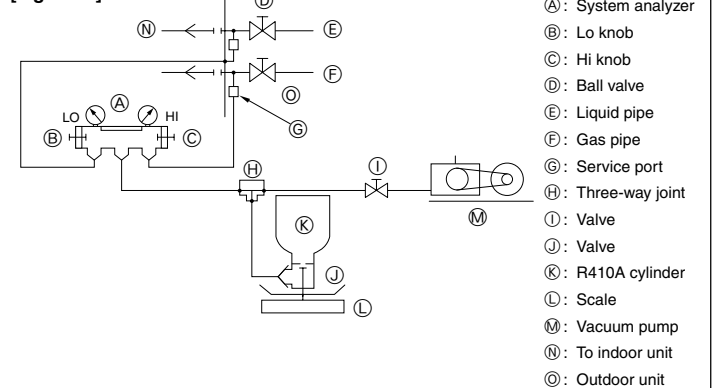 Ⓓ
Ⓝ
Ⓔ
Ⓕ
Ⓞ
LO
Ⓐ
HI
Ⓑ
Ⓒ
Ⓖ
Ⓗ
Ⓘ
Ⓚ
Ⓜ
Ⓙ
Ⓛ
Ⓐ: System analyzer
Ⓑ: Lo knob
Ⓒ: Hi knob
Ⓓ: Ball valve
Ⓔ: Liquid pipe
Ⓕ: Gas pipe
Ⓖ: Service port
Ⓗ: Three-way joint
Ⓘ: Valve
Ⓙ: Valve
Ⓚ: R410A cylinder
Ⓛ: Scale
Ⓜ: Vacuum pump
Ⓝ: To indoor unit
Ⓞ: Outdoor unit